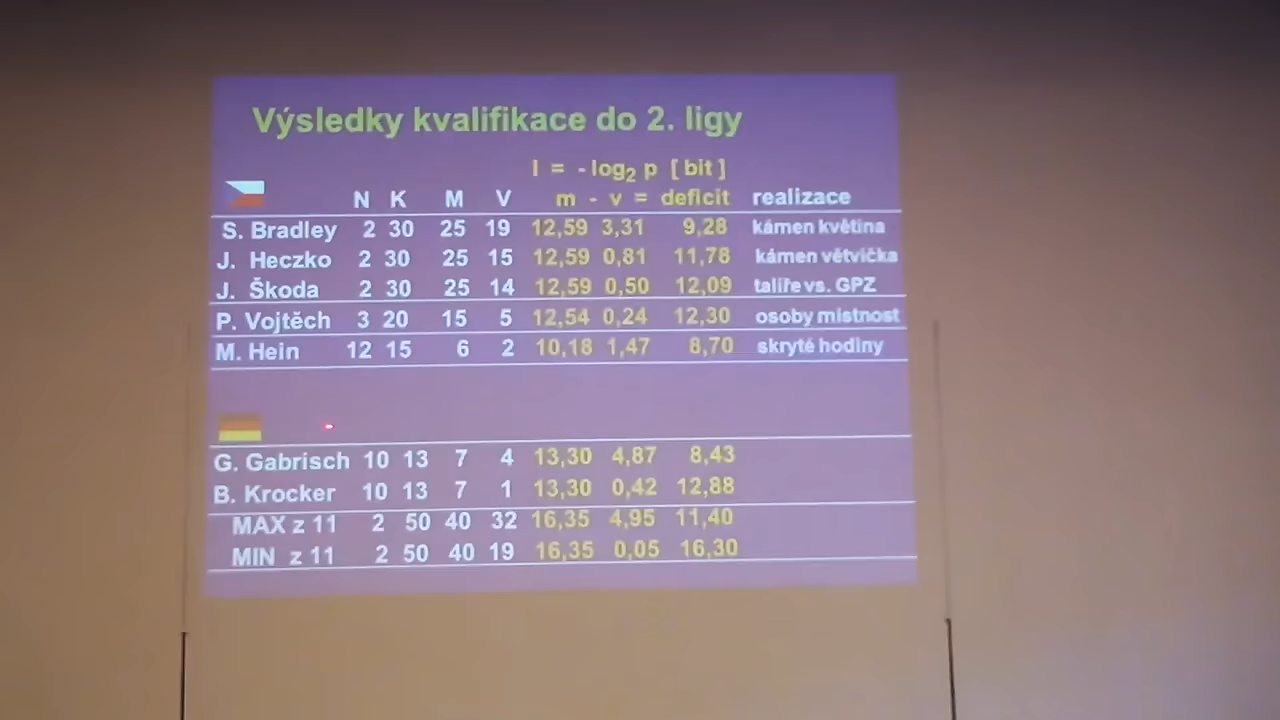 Výsledky kvalifikace do 2. ligy
I = - log2 p [ bit ]
N K M V m - v = deficit realizace
S. Bradley 2 30 25 19 12,59 3,31 9,28 kámen květina
J. Heczko 2 30 25 15 12,59 0,81 11,78 kámen větvička
J. Škoda 2 30 25 14 12,59 0,50 12,09 talíře vs. GPZ
P. Vojtěch 3 20 15 5 12,54 0,24 12,30 osoby místnost
M. Hein 12 15 6 2 10,18 1,47 8,70 skryté hodiny
G. Gabrisch 10 13 7 4 13,30 4,87 8,43
B. Krocker 10 13 7 1 13,30 0,42 12,88
MAX z 11 2 50 40 32 16,35 4,95 11,40
MIN z 11 2 50 40 19 16,35 0,05 16,30